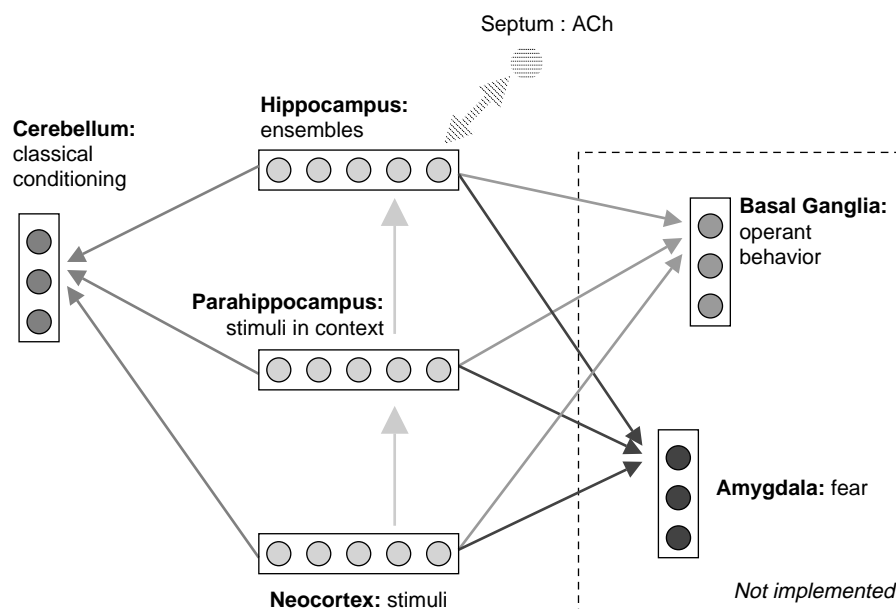 Septum : ACh
Hippocampus:
ensembles
Cerebellum:
classical
conditioning
Basal Ganglia:
operant
behavior
Parahippocampus:
stimuli in context
Amygdala: fear
Neocortex: stimuli
Not implemented